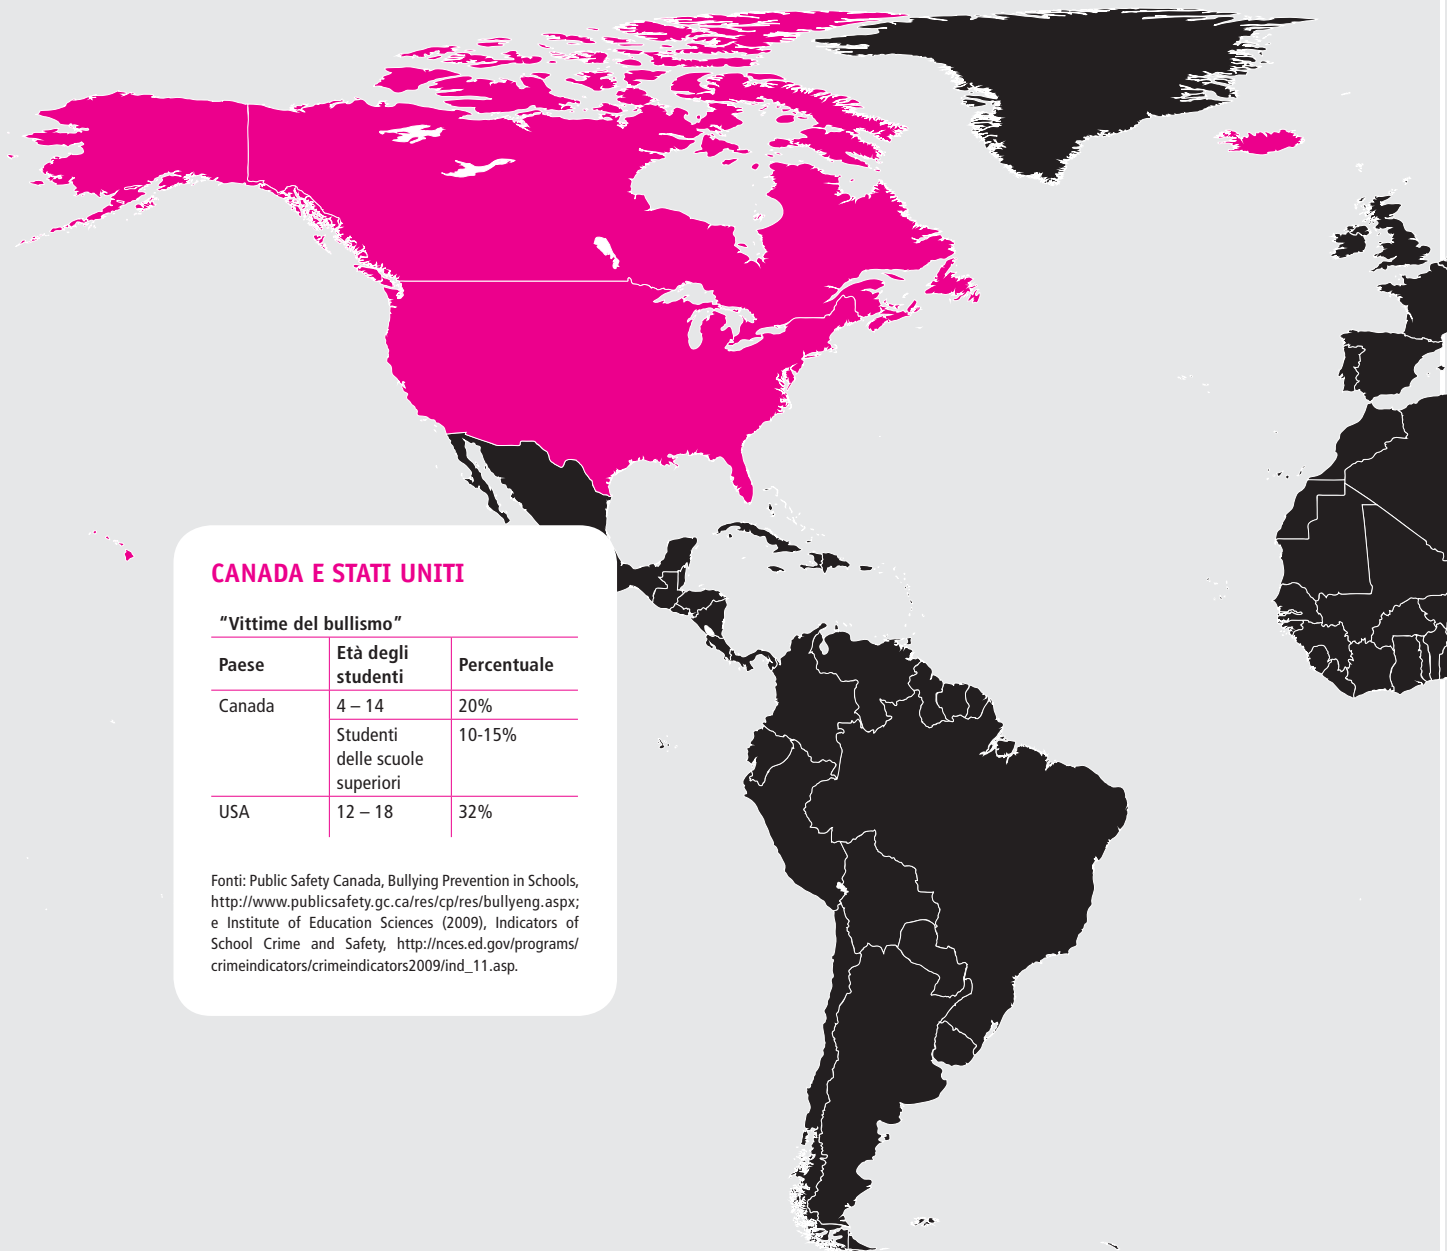 CANADA E STATI UNITI
“Vittime del bullismo”
Paese
Età degli
studenti
Percentuale
Canada
4 – 14
20%
Studenti
delle scuole
superiori
10-15%
USA
12 – 18
32%
Fonti: Public Safety Canada, Bullying Prevention in Schools,
http://www.publicsafety.gc.ca/res/cp/res/bullyeng.aspx;
e Institute of Education Sciences (2009), Indicators of
School Crime and Safety, http://nces.ed.gov/programs/
crimeindicators/crimeindicators2009/ind_11.asp.